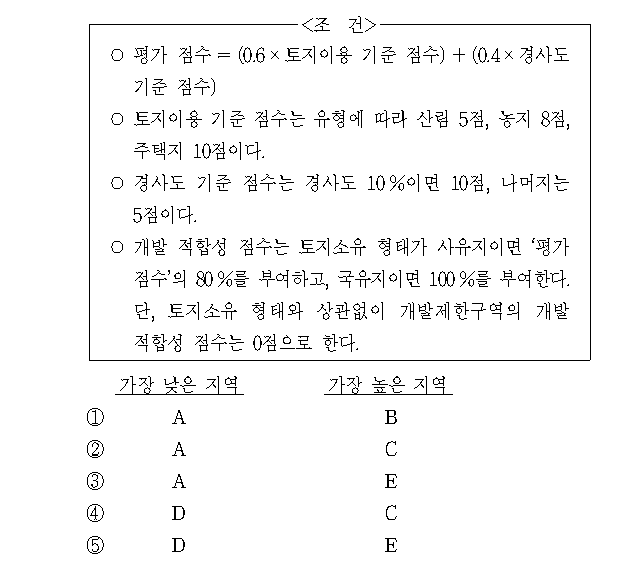 <조 건>
○ 평가 점수 = (0.6×토지이용 기준 점수) + (0.4×경사도
기준 점수)
○ 토지이용 기준 점수는 유형에 따라 산림 5점, 농지 8점,
주택지 10점이다.
○ 경사도 기준 점수는 경사도 10%이면 10점, 나머지는
5점이다.
○ 개발 적합성 점수는 토지소유 형태가 사유지이면 ‘평가
점수’의 80%를 부여하고, 국유지이면 100%를 부여한다.
단, 토지소유 형태와 상관없이 개발제한구역의 개발
적합성 점수는 0점으로 한다.
가장 낮은 지역 가장 높은 지역
① A B
② A C
③ A E
④ D C
⑤ D E